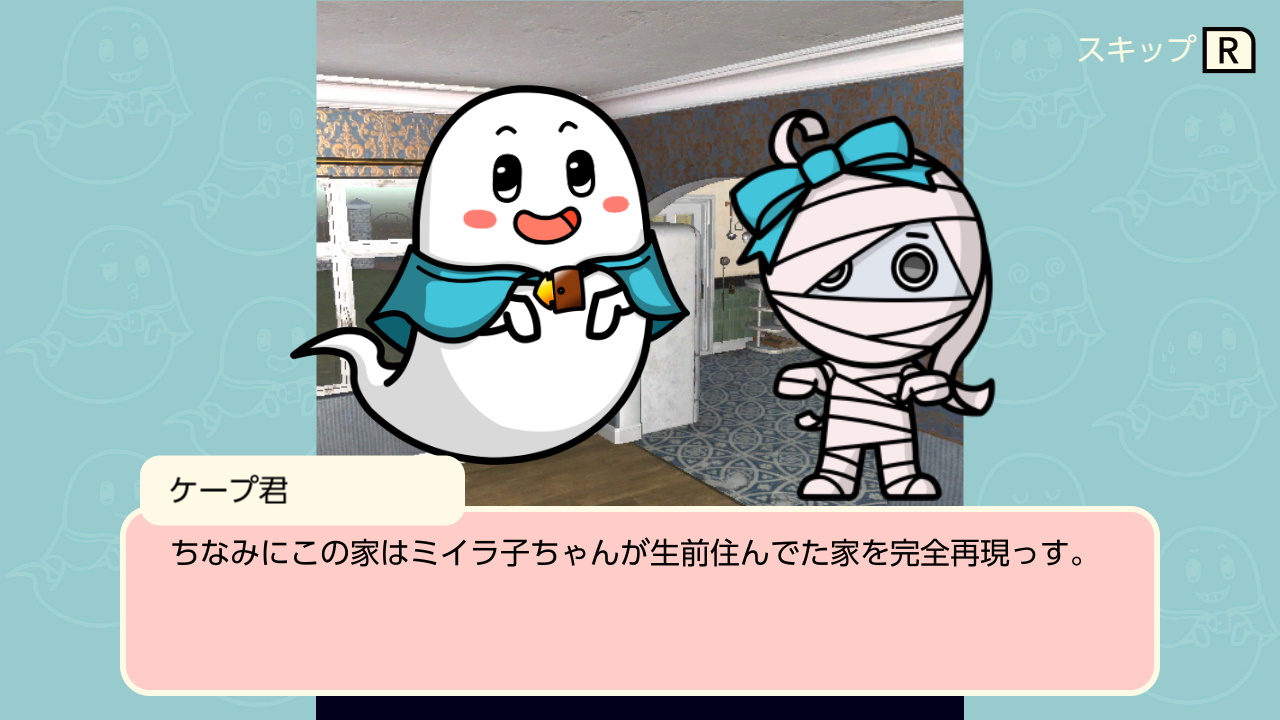 スキップ R
ケープ君
ちなみにこの家はミイラ子ちゃんが生前住んでた家を完全再現っす。